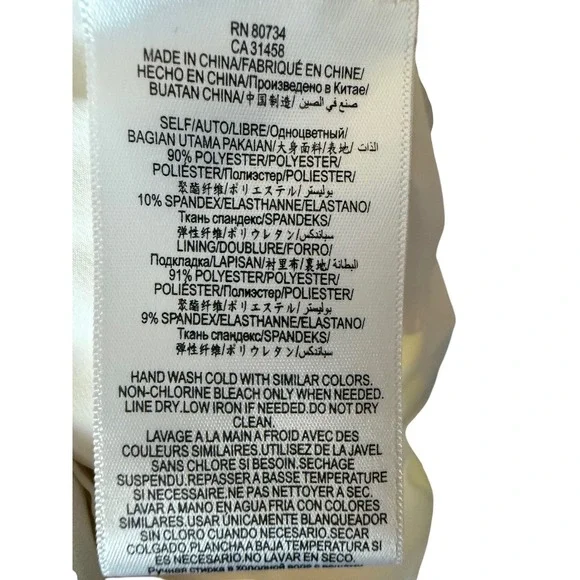 RN 80734
CA 31458
MADE IN CHINA/FABRIQUÉ EN CHINE/
HECHO EN CHINA/Произведено в Китае/
BUATAN CHINA/中国制造/ صنع في الصين/
SELF/AUTO/LIBRE/Одноцветный/
BAGIAN UTAMA PAKAIAN/大身面料/表地/ الذات/
90% POLYESTER/POLYESTER/
POLIÉSTER/Полиэстер/POLIESTER/
聚酯纤维/ポリエステル/ بوليستر/
10% SPANDEX/ELASTHANNE/ELASTANO/
Ткань спандекс/SPANDEKS/
弹性纤维/ポリウレタン/ سباندكس/
LINING/DOUBLURE/FORRO/
Подкладка/LAPISAN/村里布/裏地/ البطانة/
91% POLYESTER/POLYESTER/
POLIÉSTER/Полиэстер/POLIESTER/
聚酯纤维/ポリエステル/ بوليستر/
9% SPANDEX/ELASTHANNE/ELASTANO/
Ткань спандекс/SPANDEKS/
弹性纤维/ポリウレタン/ سباندكس/
HAND WASH COLD WITH SIMILAR COLORS.
NON-CHLORINE BLEACH ONLY WHEN NEEDED.
LINE DRY.LOW IRON IF NEEDED.DO NOT DRY
CLEAN.
LAVAGE A LA MAIN A FROID AVEC DES
COULEURS SIMILAIRES.UTILISEZ DE LA JAVEL
SANS CHLORE SI BESOIN.SECHAGE
SUSPENDU.REPASSER A BASSE TEMPERATURE
SI NECESSAIRE.NE PAS NETTOYER A SEC.
LAVAR A MANO EN AGUA FRIA CON COLORES
SIMILARES.USAR ÚNICAMENTE BLANQUEADOR
SIN CLORO CUANDO NECESARIO. SECAR
COLGADO.PLANCHA A BAJA TEMPERATURA SI
ES NECESARIO.NO LAVAR EN SECO.
Ручная стирка в холодной воде с вещами